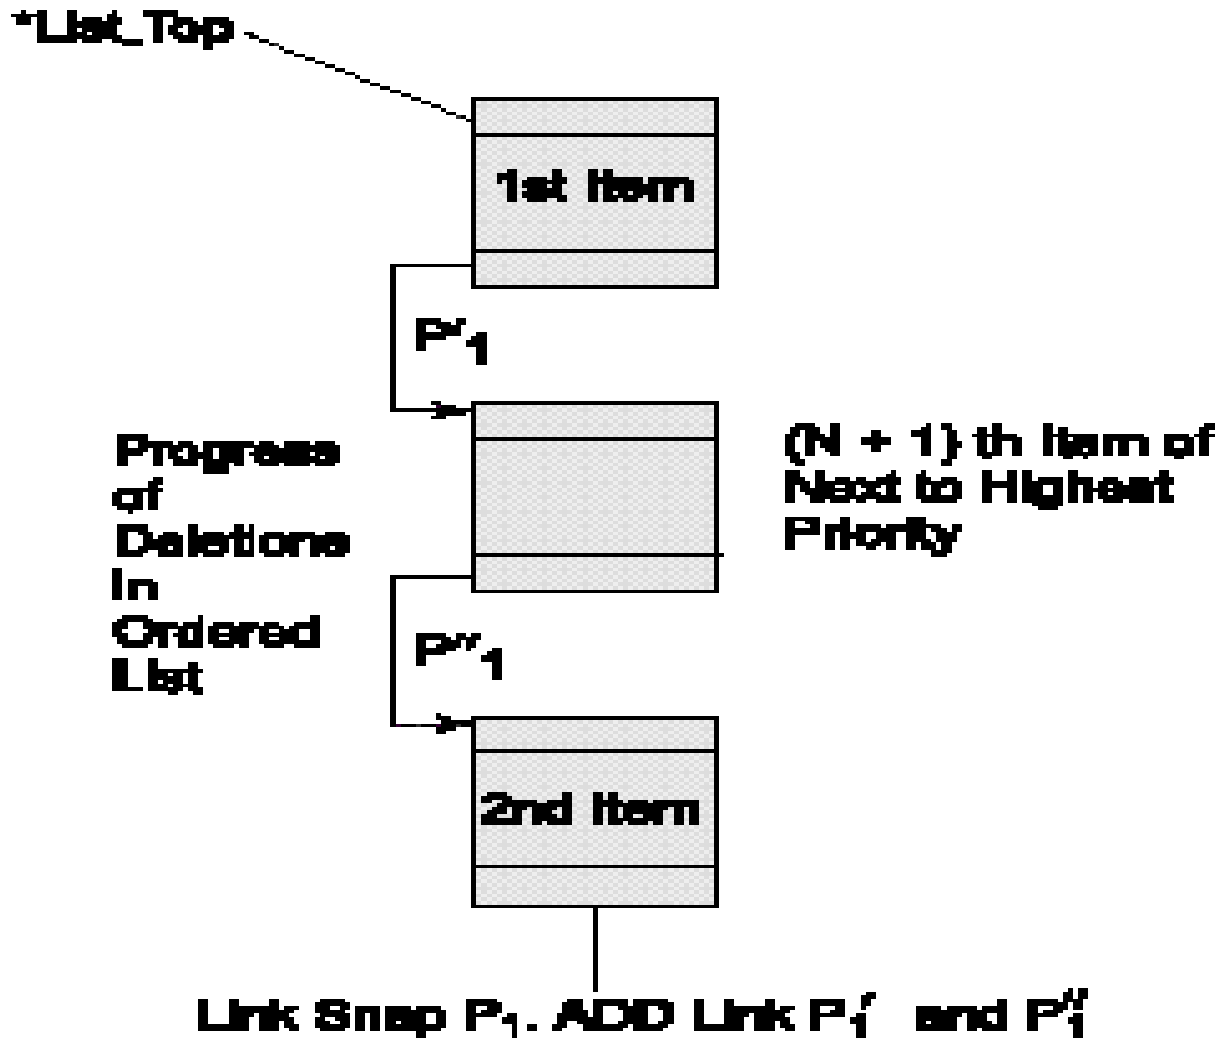 *List_Top
1st Item
P′₁
Progress
of
Deletions
in
Ordered
List
(N + 1) th Item of
Next to Highest
Priority
P″₁
2nd Item
Link Snap P₁. ADD Link P₁′ and P₁″